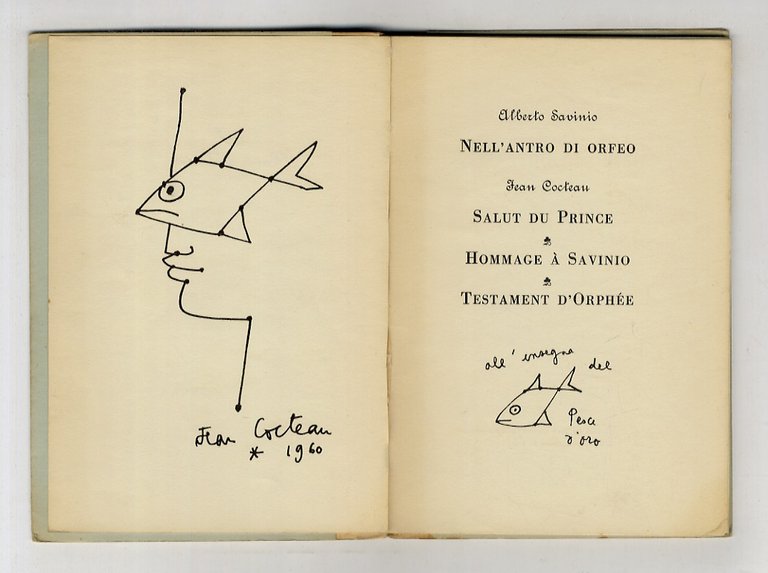 Jean Cocteau
* 1960
Alberto Savinio
NELL'ANTRO DI ORFEO
Jean Cocteau
SALUT DU PRINCE
HOMMAGE À SAVINIO
TESTAMENT D'ORPHÉE
all'insegna del
Pesce
d'oro